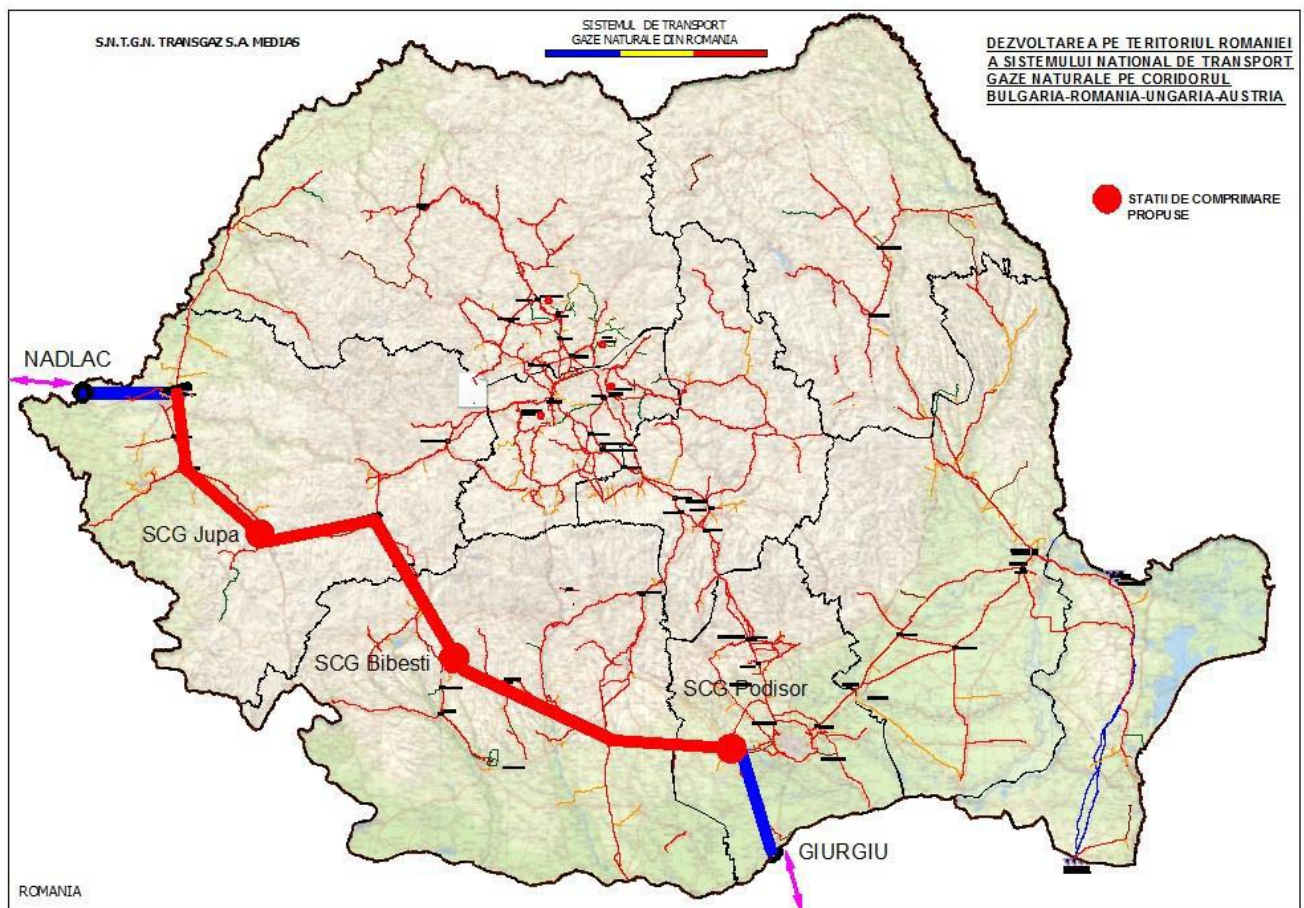 S.N.T.G.N. TRANSGAZ S.A. MEDIAS
SISTEMUL DE TRANSPORT
GAZE NATURALE DIN ROMANIA
DEZVOLTAREA PE TERITORIUL ROMANIEI
A SISTEMULUI NATIONAL DE TRANSPORT
GAZE NATURALE PE CORIDORUL
BULGARIA-ROMANIA-UNGARIA-AUSTRIA
STATII DE COMPRIMARE
PROPUSE
NADLAC
SCG Jupa
SCG Bibesti
SCG Podisor
GIURGIU
ROMANIA